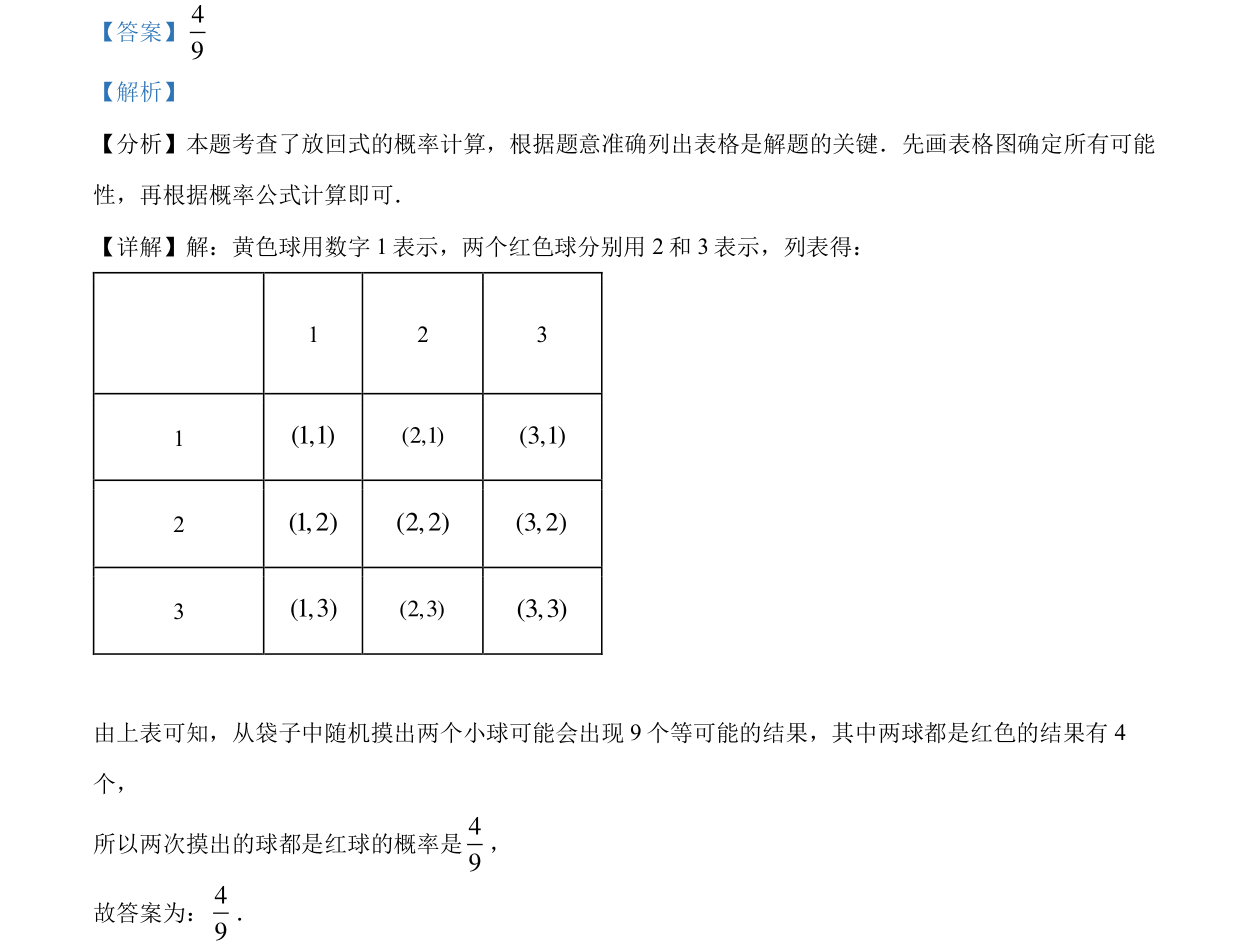 【答案】4/9
【解析】
【分析】本题考查了放回式的概率计算，根据题意准确列出表格是解题的关键．先画表格图确定所有可能
性，再根据概率公式计算即可．
【详解】解：黄色球用数字 1 表示，两个红色球分别用 2 和 3 表示，列表得：
1 2 3
1 (1,1) (2,1) (3,1)
2 (1,2) (2,2) (3,2)
3 (1,3) (2,3) (3,3)
由上表可知，从袋子中随机摸出两个小球可能会出现 9 个等可能的结果，其中两球都是红色的结果有 4
个，
所以两次摸出的球都是红球的概率是 4/9，
故答案为：4/9．